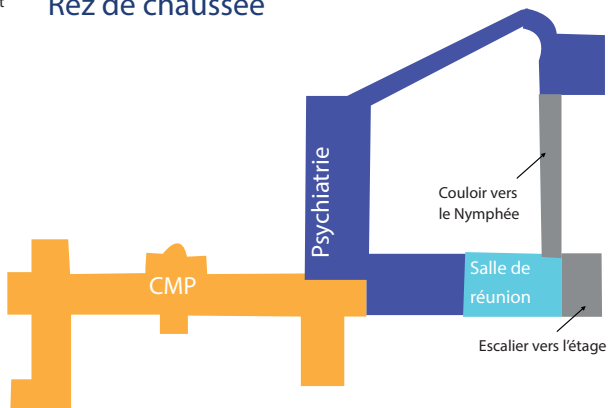 Rez de chaussée
Psychiatrie
Couloir vers
le Nymphée
CMP
Salle de
réunion
Escalier vers l'étage